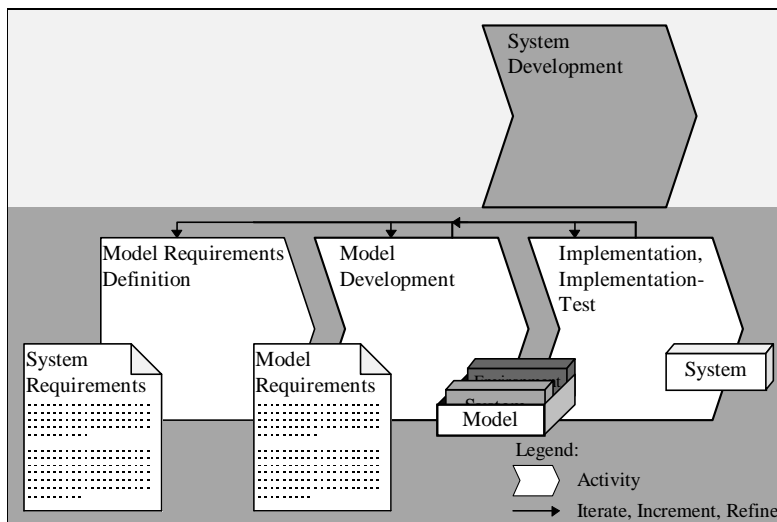 System
Development
Model Requirements
Definition
Model
Development
Implementation,
Implementation-
Test
System
Requirements
Model
Requirements
System
Model
Legend:
Activity
Iterate, Increment, Refine